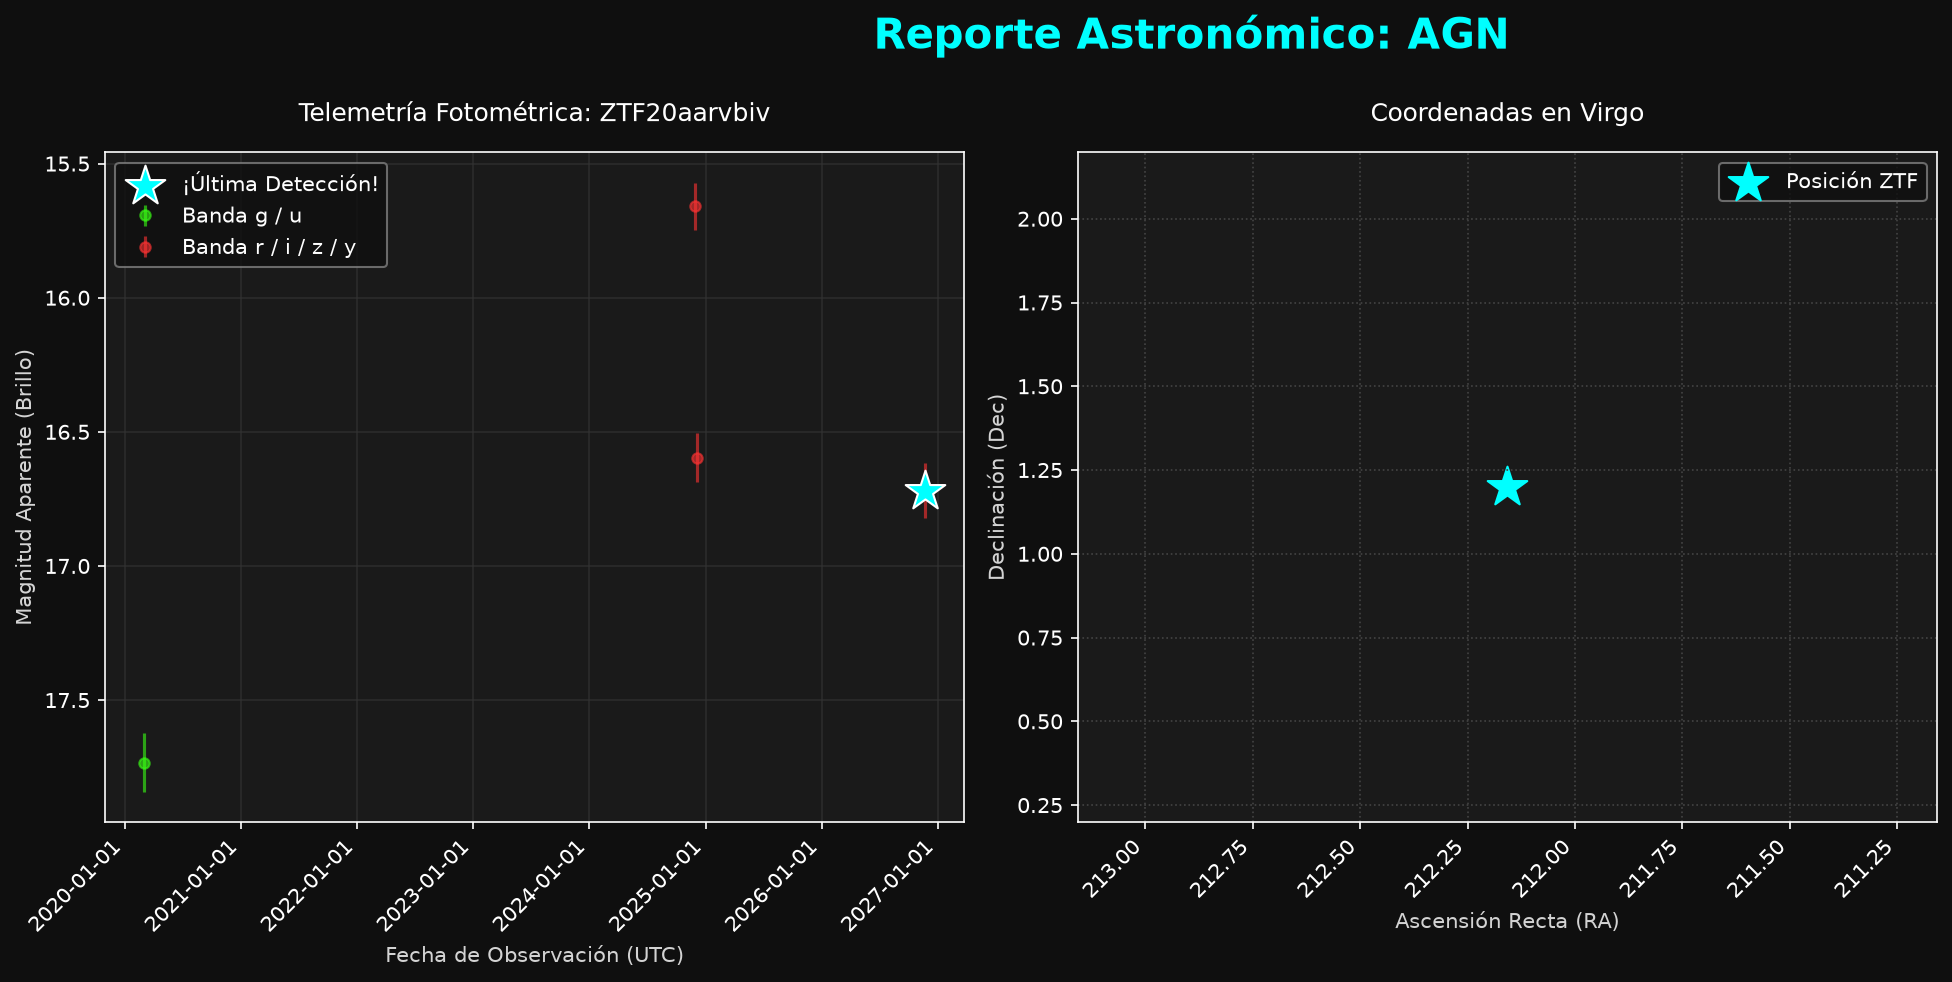 Reporte Astronómico: AGN
Telemetría Fotométrica: ZTF20aarvbiv
¡Última Detección!
Banda g / u
Banda r / i / z / y
Magnitud Aparente (Brillo)
15.5
16.0
16.5
17.0
17.5
2020-01-01
2021-01-01
2022-01-01
2023-01-01
2024-01-01
2025-01-01
2026-01-01
2027-01-01
Fecha de Observación (UTC)
Coordenadas en Virgo
Posición ZTF
Declinación (Dec)
2.00
1.75
1.50
1.25
1.00
0.75
0.50
0.25
213.00
212.75
212.50
212.25
212.00
211.75
211.50
211.25
Ascensión Recta (RA)